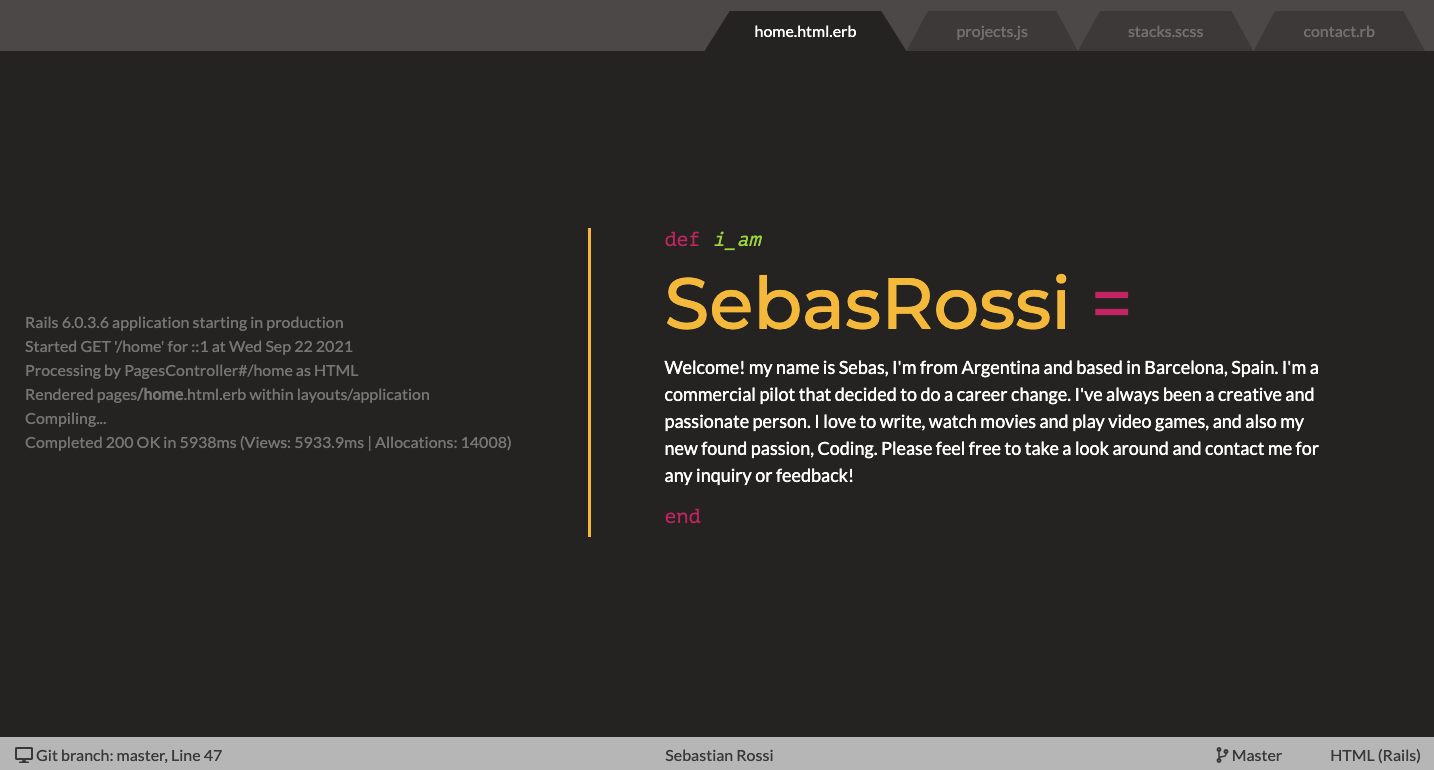 home.html.erb projects.js stacks.scss contact.rb
Rails 6.0.3.6 application starting in production
Started GET '/home' for ::1 at Wed Sep 22 2021
Processing by PagesController#/home as HTML
Rendered pages/home.html.erb within layouts/application
Compiling...
Completed 200 OK in 5938ms (Views: 5933.9ms | Allocations: 14008)
def i_am
SebasRossi =
Welcome! my name is Sebas, I'm from Argentina and based in Barcelona, Spain. I'm a
commercial pilot that decided to do a career change. I've always been a creative and
passionate person. I love to write, watch movies and play video games, and also my
new found passion, Coding. Please feel free to take a look around and contact me for
any inquiry or feedback!
end
Git branch: master, Line 47 Sebastian Rossi Master HTML (Rails)